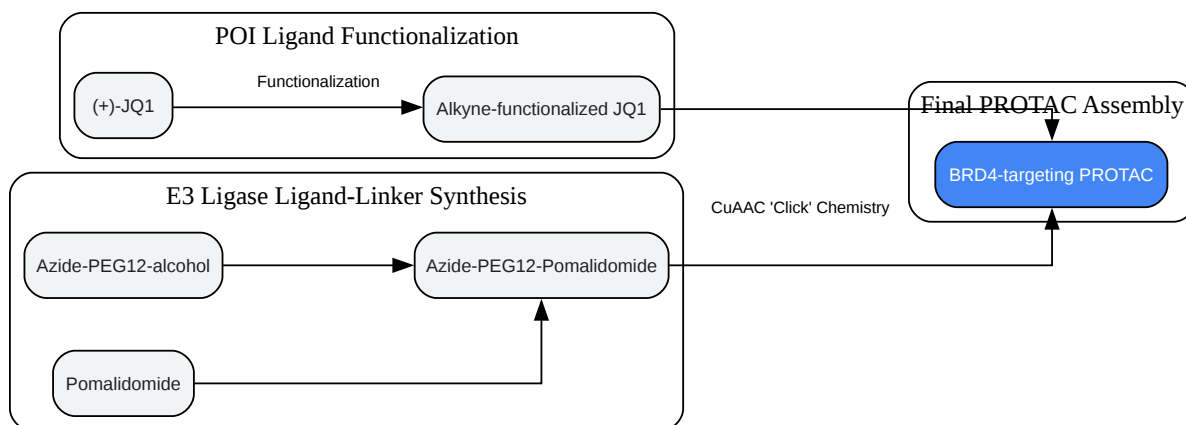 POI Ligand Functionalization
(+)-JQ1
Functionalization
Alkyne-functionalized JQ1
Final PROTAC Assembly
BRD4-targeting PROTAC
E3 Ligase Ligand-Linker Synthesis
CuAAC 'Click' Chemistry
Azide-PEG12-alcohol
Azide-PEG12-Pomalidomide
Pomalidomide